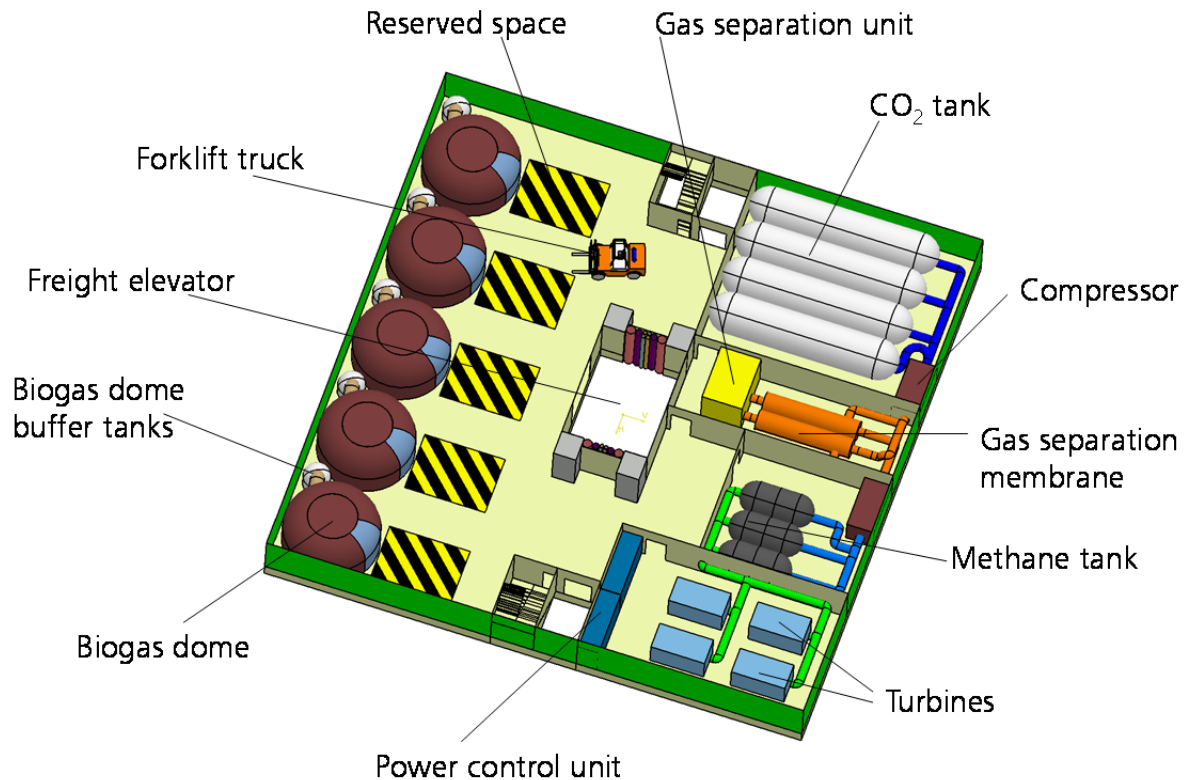 Reserved space
Gas separation unit
CO₂ tank
Forklift truck
Freight elevator
Compressor
Biogas dome
buffer tanks
Gas separation
membrane
Methane tank
Biogas dome
Turbines
Power control unit